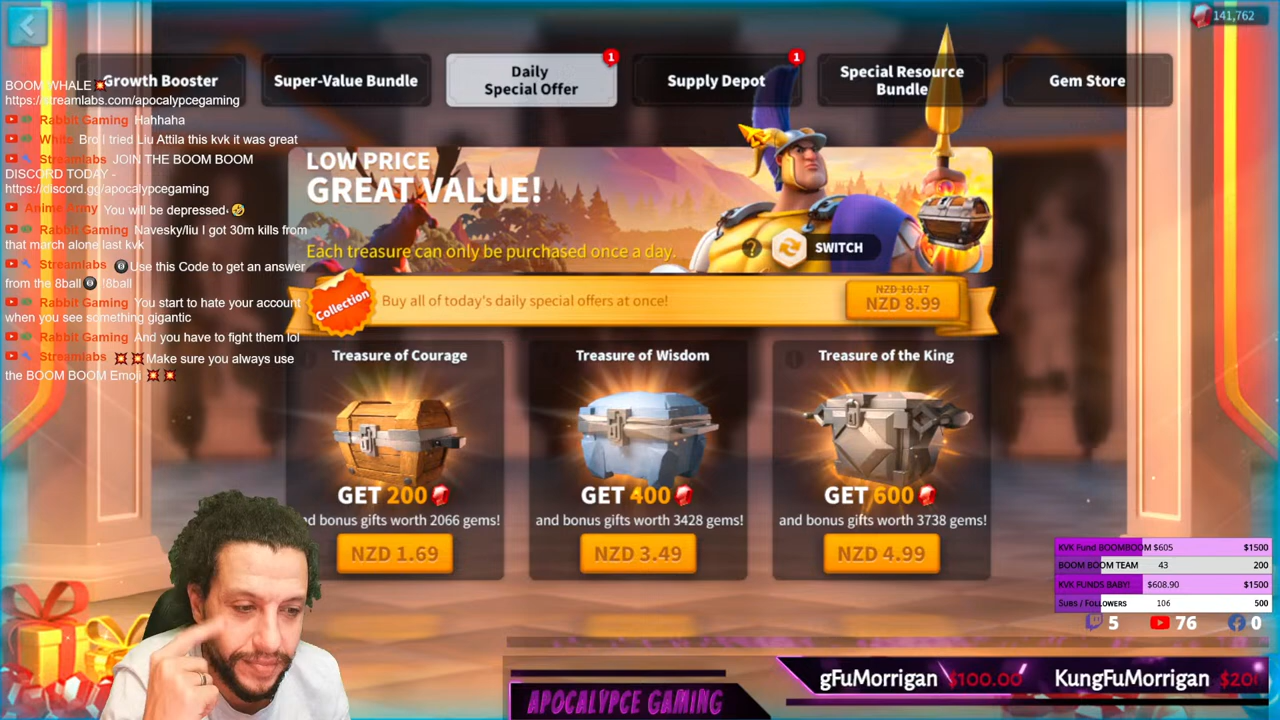 141,762
Growth Booster
Super-Value Bundle
Daily
Special Offer
1
Supply Depot
1
Special Resource
Bundle
Gem Store
BOOM WHALE
https://streamlabs.com/apocalypcegaming
Rabbit Gaming Hahhaha
White Bro I tried Liu Attila this kvk it was great
Streamlabs JOIN THE BOOM BOOM
DISCORD TODAY -
https://discord.gg/apocalypcegaming
Anime Army You will be depressed
Rabbit Gaming Navesky/liu I got 30m kills from
that march alone last kvk
Streamlabs Use this Code to get an answer
from the 8ball !8ball
Rabbit Gaming You start to hate your account
when you see something gigantic
Rabbit Gaming And you have to fight them lol
Streamlabs Make sure you always use
the BOOM BOOM Emoji
LOW PRICE
GREAT VALUE!
Each treasure can only be purchased once a day.
? SWITCH
Collection
Buy all of today's daily special offers at once!
NZD 10.17
NZD 8.99
Treasure of Courage
GET 200
nd bonus gifts worth 2066 gems!
NZD 1.69
Treasure of Wisdom
GET 400
and bonus gifts worth 3428 gems!
NZD 3.49
Treasure of the King
GET 600
and bonus gifts worth 3738 gems!
NZD 4.99
KVK Fund BOOMBOOM $605 $1500
BOOM BOOM TEAM 43 200
KVK FUNDS BABY! $608.90 $1500
Subs / Followers 106 500
5 76 0
gFuMorrigan $100.00 KungFuMorrigan $20
APOCALYPCE GAMING